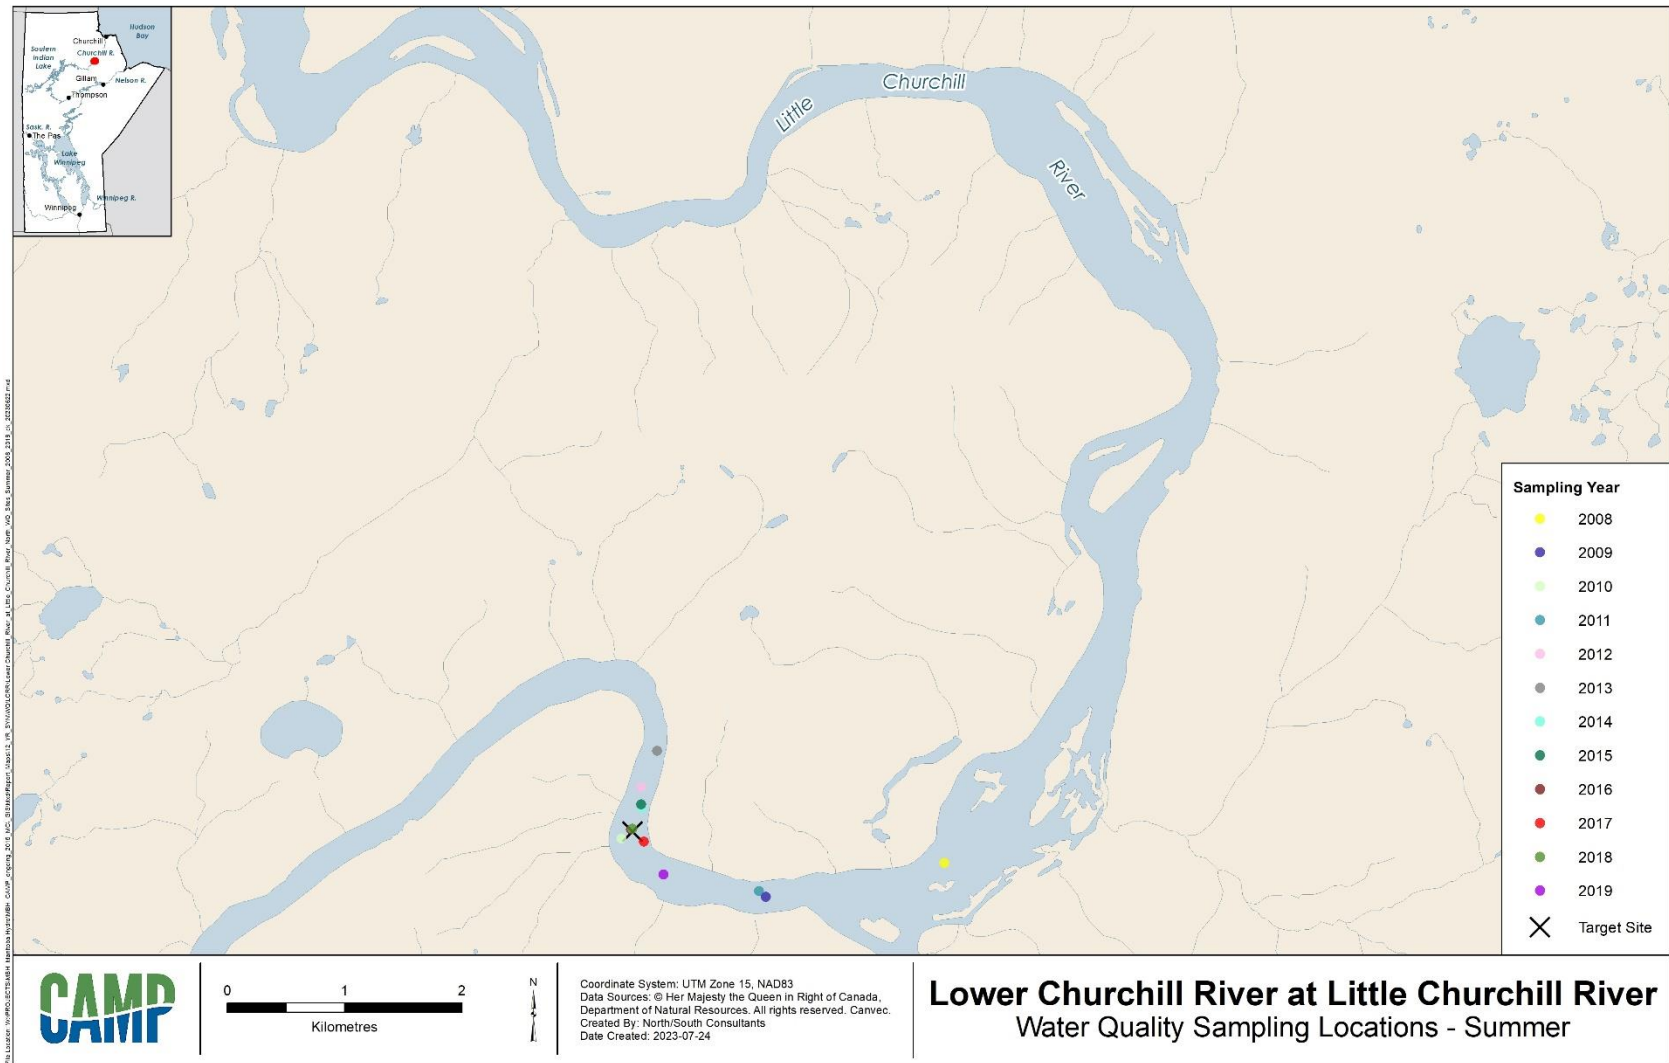 Hudson
Bay
Churchill
Churchill R.
Southern
Indian
Lake
Gillam
Nelson R.
Thompson
Sask. R.
The Pas
Lake
Winnipeg
Winnipeg R.
Winnipeg
Little
Churchill
River
Sampling Year
2008
2009
2010
2011
2012
2013
2014
2015
2016
2017
2018
2019
Target Site
CAMP
0 1 2
Kilometres
N
Coordinate System: UTM Zone 15, NAD83
Data Sources: © Her Majesty the Queen in Right of Canada,
Department of Natural Resources. All rights reserved. Canvec.
Created By: North/South Consultants
Date Created: 2023-07-24
Lower Churchill River at Little Churchill River
Water Quality Sampling Locations - Summer